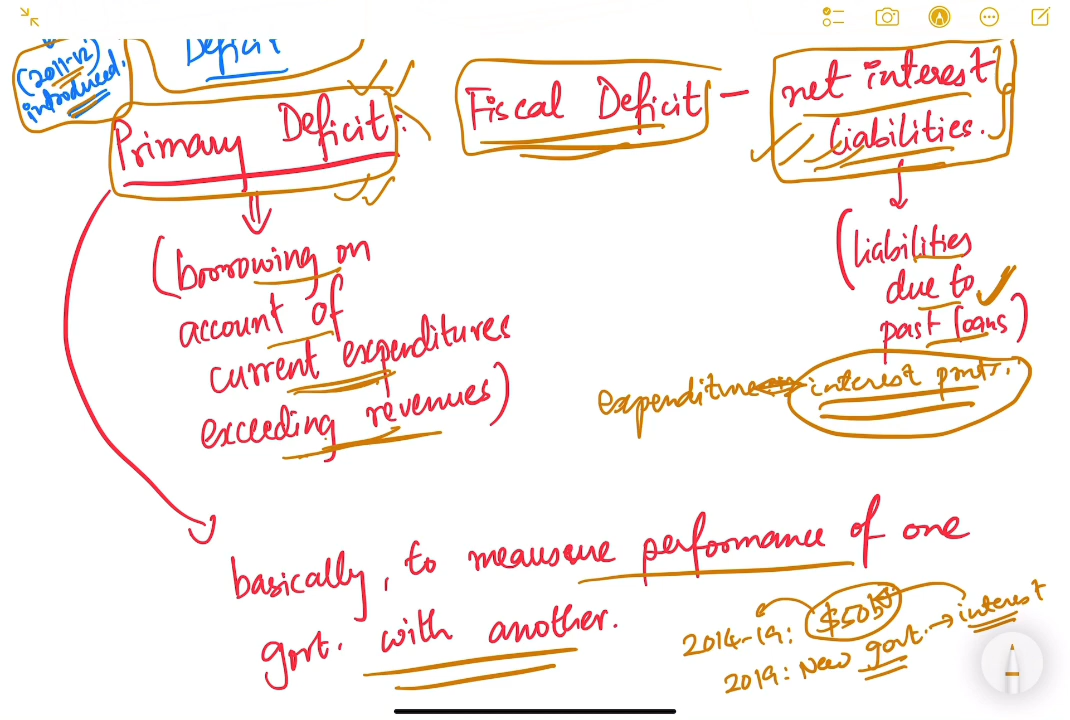 (2011-12)
introduced.
Deficit
Primary Deficit:
Fiscal Deficit - net interest
liabilities.
(borrowing on
account of
current expenditures
exceeding revenues)
(liabilities
due to
past loans)
expenditure
interest pmts.
basically, to measure performance of one
govt. with another.
2014-19: $50b
2019: New govt. → interest